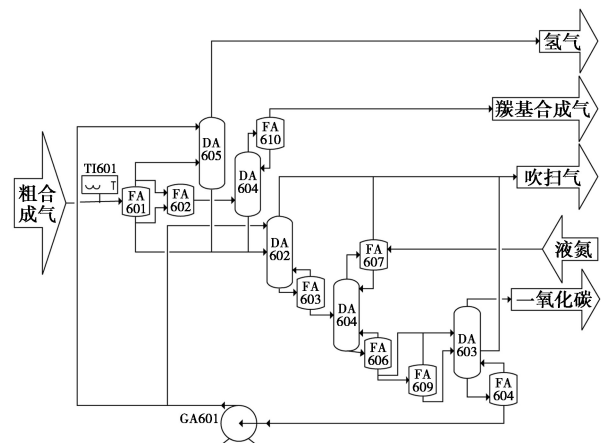 氢气
羰基合成气
FA
610
DA
605
TI601
DA
604
吹扫气
粗合
成气
T
FA
601
FA
602
DA
602
FA
607
液氮
FA
603
DA
604
一氧化碳
DA
603
FA
606
FA
609
FA
604
GA601